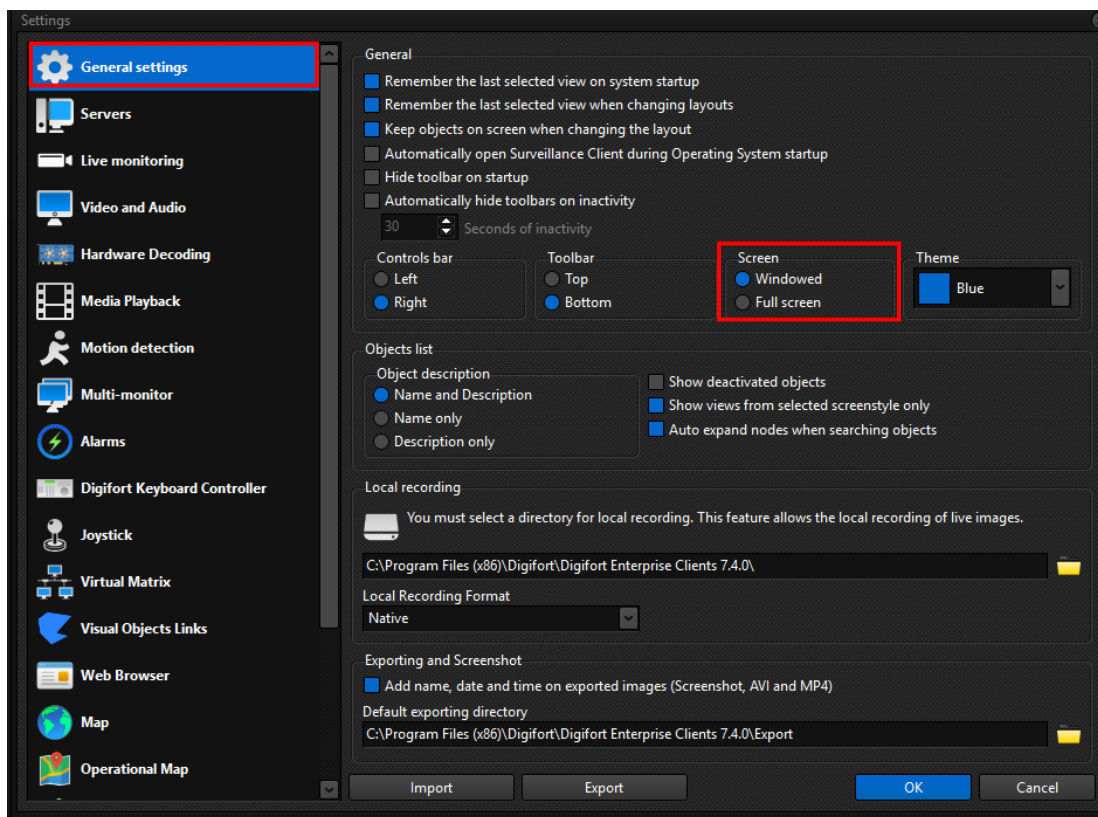 Settings
General settings
Servers
Live monitoring
Video and Audio
Hardware Decoding
Media Playback
Motion detection
Multi-monitor
Alarms
Digifort Keyboard Controller
Joystick
Virtual Matrix
Visual Objects Links
Web Browser
Map
Operational Map
General
Remember the last selected view on system startup
Remember the last selected view when changing layouts
Keep objects on screen when changing the layout
Automatically open Surveillance Client during Operating System startup
Hide toolbar on startup
Automatically hide toolbars on inactivity
30 Seconds of inactivity
Controls bar
Left
Right
Toolbar
Top
Bottom
Screen
Windowed
Full screen
Theme
Blue
Objects list
Object description
Name and Description
Name only
Description only
Show deactivated objects
Show views from selected screenstyle only
Auto expand nodes when searching objects
Local recording
You must select a directory for local recording. This feature allows the local recording of live images.
C:\Program Files (x86)\Digifort\Digifort Enterprise Clients 7.4.0\
Local Recording Format
Native
Exporting and Screenshot
Add name, date and time on exported images (Screenshot, AVI and MP4)
Default exporting directory
C:\Program Files (x86)\Digifort\Digifort Enterprise Clients 7.4.0\Export
Import
Export
OK
Cancel